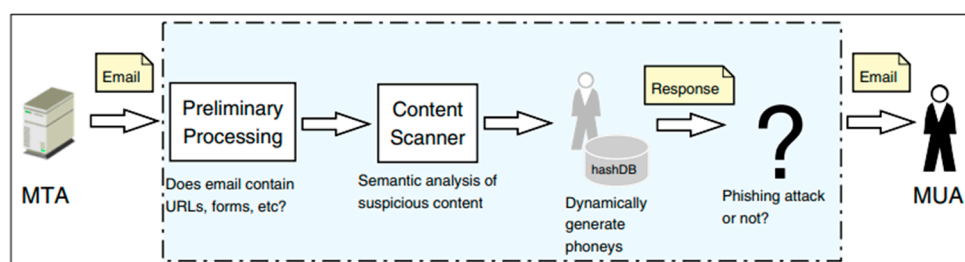 Email
MTA
Preliminary
Processing
Does email contain
URLs, forms, etc?
Content
Scanner
Semantic analysis of
suspicious content
hashDB
Dynamically
generate
phoneys
Response
?
Phishing attack
or not?
Email
MUA